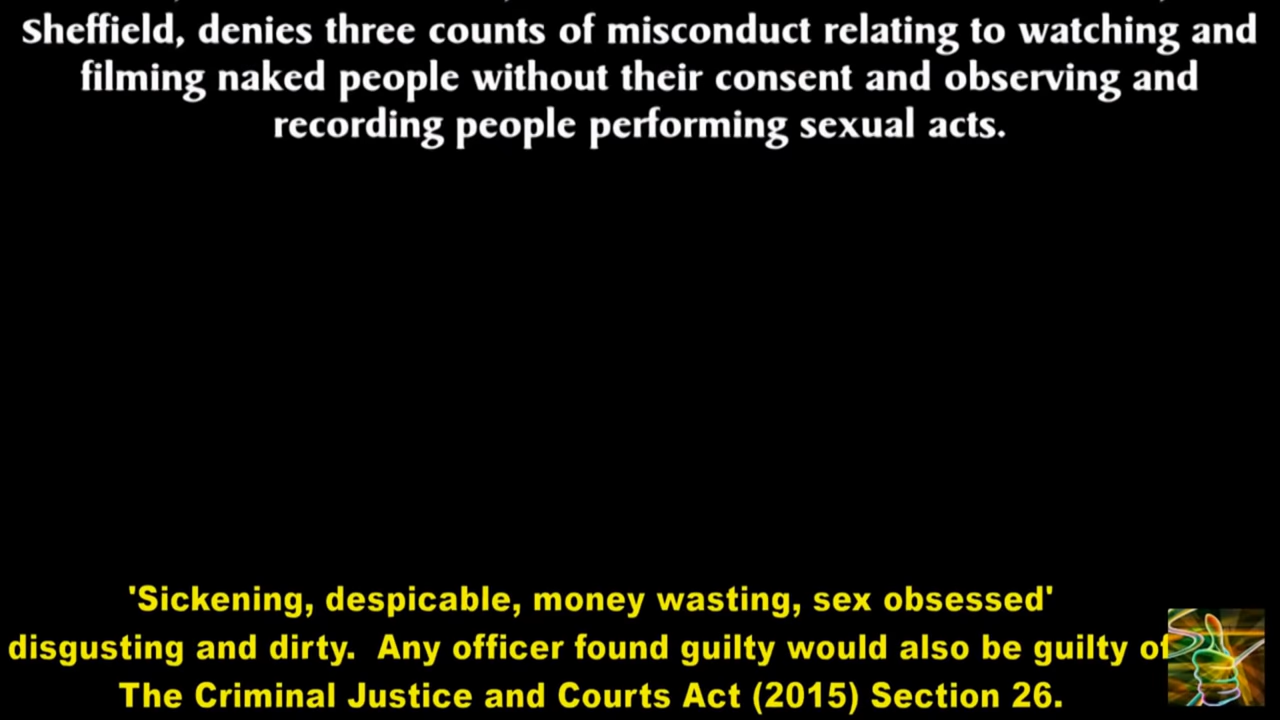 Sheffield, denies three counts of misconduct relating to watching and
filming naked people without their consent and observing and
recording people performing sexual acts.
'Sickening, despicable, money wasting, sex obsessed'
disgusting and dirty.  Any officer found guilty would also be guilty of
The Criminal Justice and Courts Act (2015) Section 26.